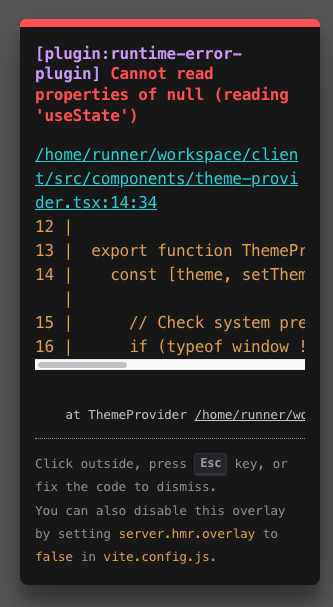 [plugin:runtime-error-
plugin] Cannot read
properties of null (reading
'useState')
/home/runner/workspace/clien
t/src/components/theme-provi
der.tsx:14:34
12 |
13 |  export function ThemePr
14 |    const [theme, setThem
   |
15 |      // Check system pre
16 |      if (typeof window !
at ThemeProvider /home/runner/wo
Click outside, press Esc key, or
fix the code to dismiss.
You can also disable this overlay
by setting server.hmr.overlay to
false in vite.config.js.